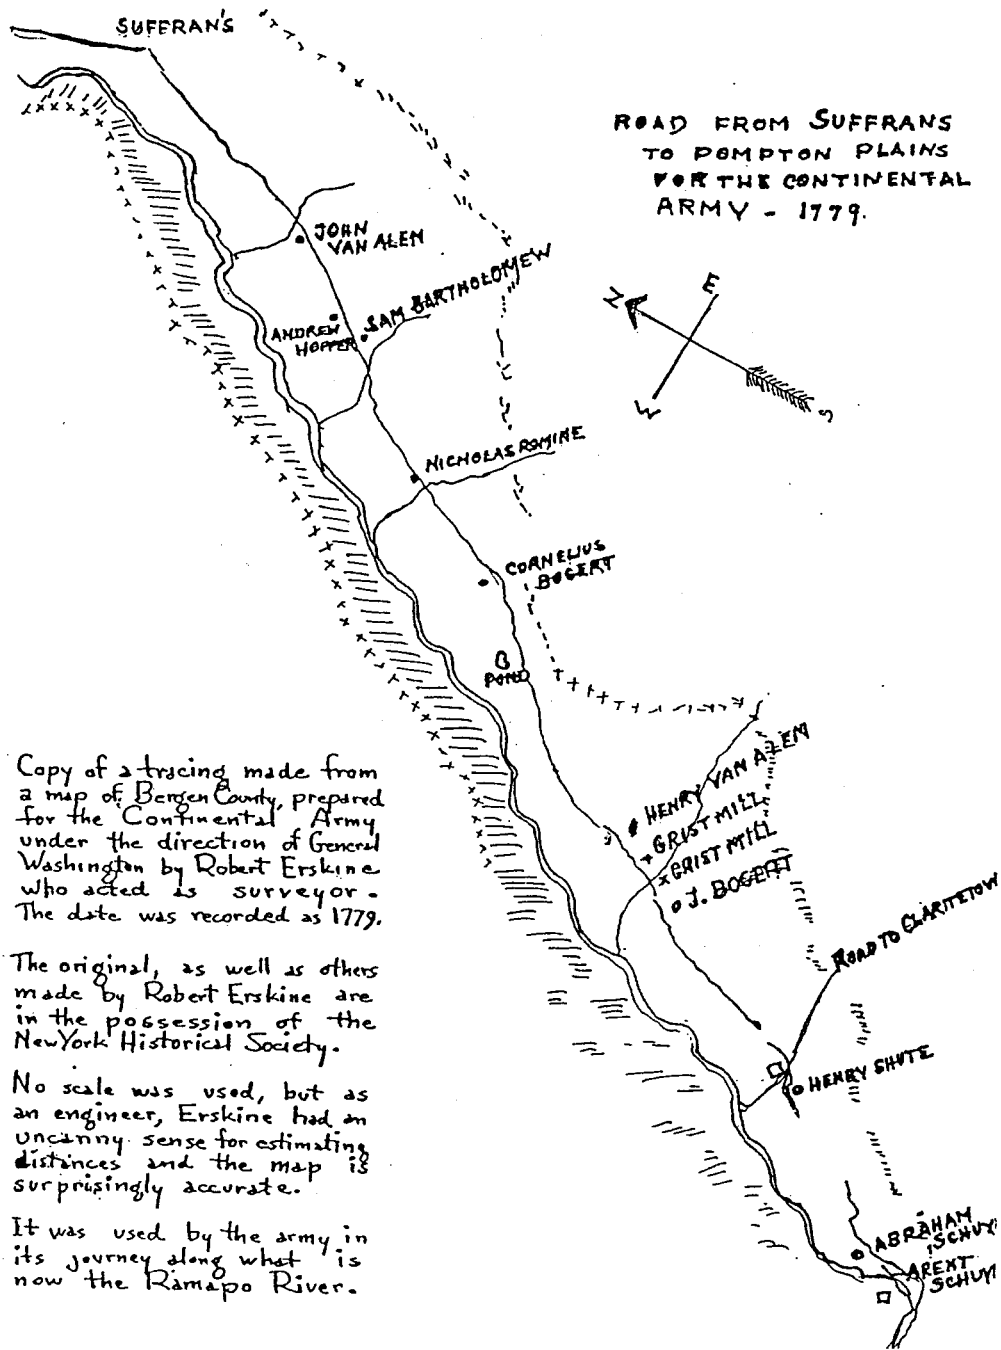 SUFFRAN'S
ROAD FROM SUFFRANS
TO POMPTON PLAINS
FOR THE CONTINENTAL
ARMY - 1779.
N
E
W
S
JOHN
VAN ALEN
SAM BARTHOLOMEW
ANDREW
HOPPER
NICHOLAS ROMINE
CORNELIUS
BOGERT
POND
HENRY VAN ALEN
GRIST MILL
GRIST MILL
J. BOGERT
ROAD TO
HENRY SHUTE
ABRAHAM
SCHUY
ARENT
SCHUY
Copy of a tracing made from
a map of Bergen County, prepared
for the Continental Army
under the direction of General
Washington by Robert Erskine
who acted as surveyor.
The date was recorded as 1779.
The original, as well as others
made by Robert Erskine are
in the possession of the
New York Historical Society.
No scale was used, but as
an engineer, Erskine had an
uncanny sense for estimating
distances and the map is
surprisingly accurate.
It was used by the army in
its journey along what is
now the Ramapo River.